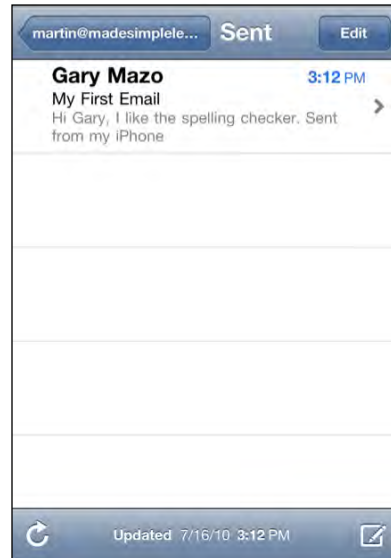 martin@madesimplele... Sent Edit
Gary Mazo 3:12 PM
My First Email
Hi Gary, I like the spelling checker. Sent
from my iPhone
Updated 7/16/10 3:12 PM